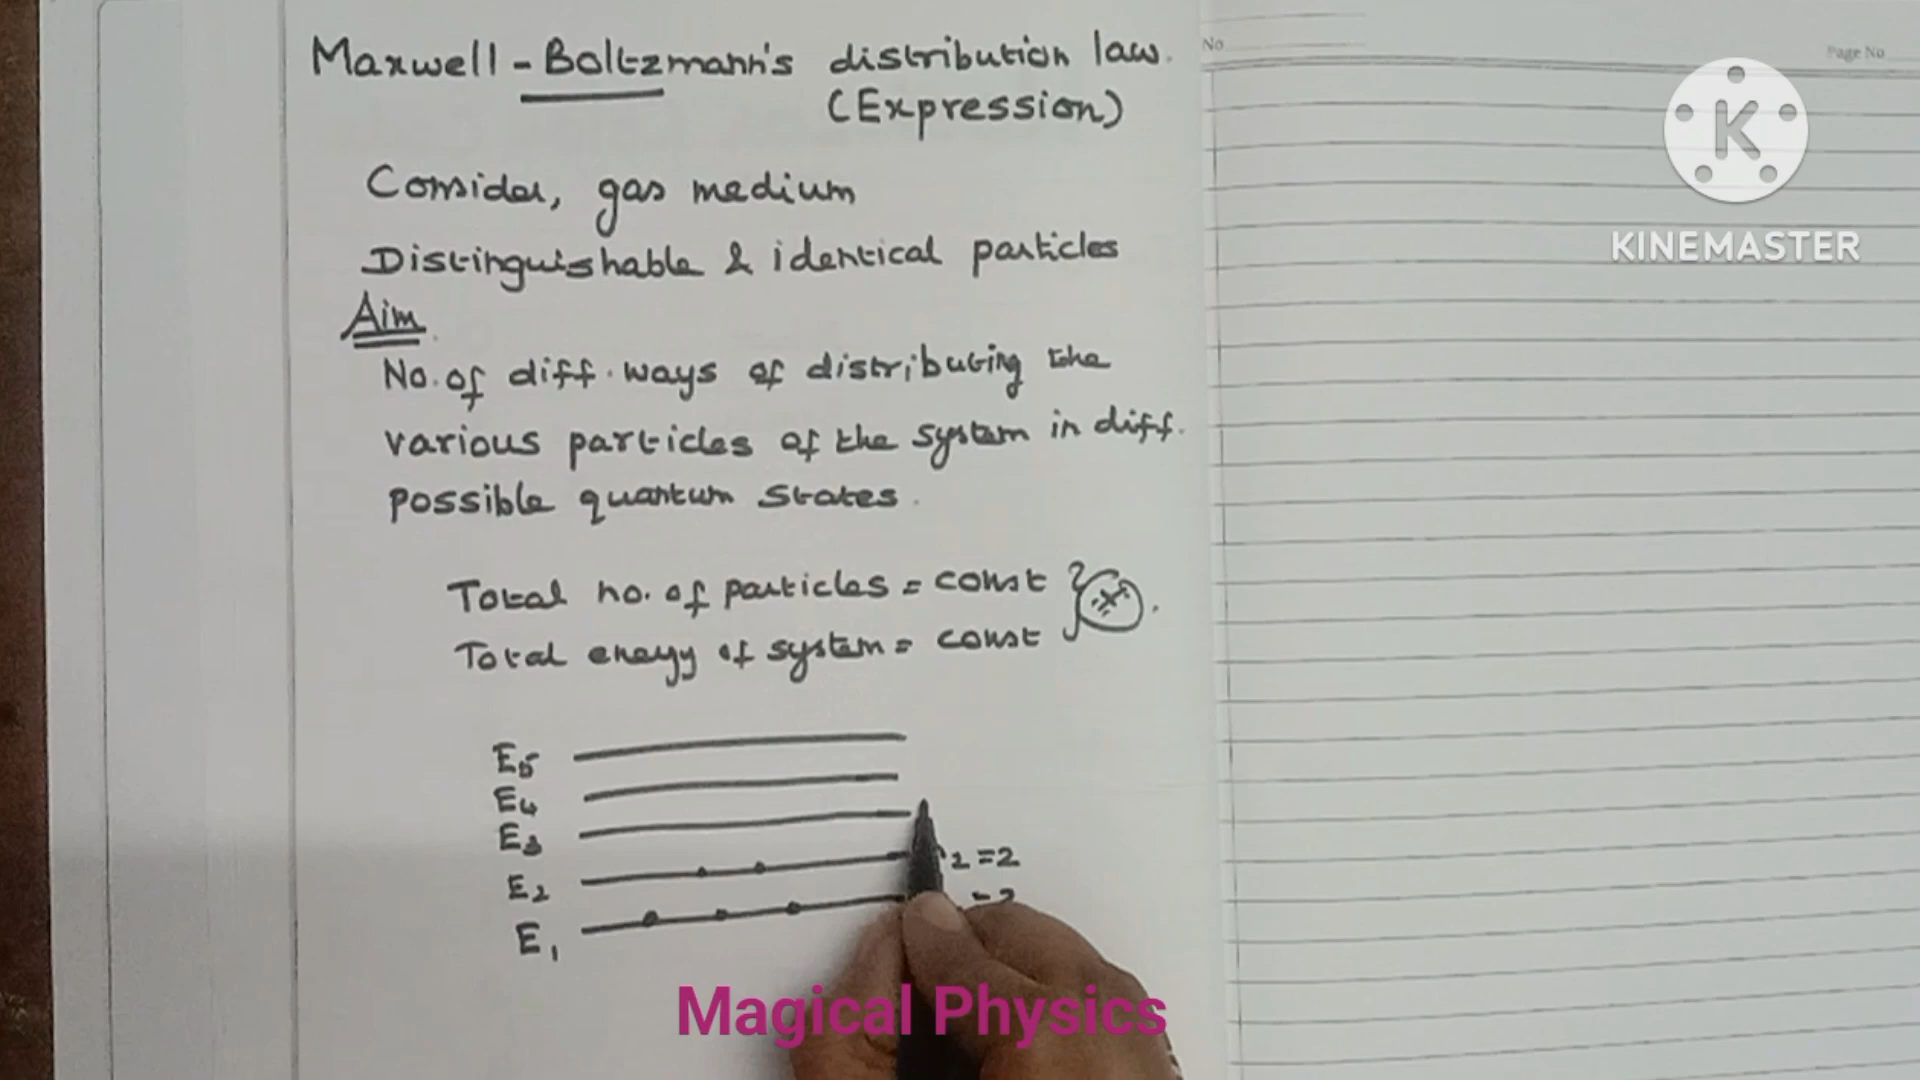 Maxwell - Boltzmann's distribution law.
(Expression)
Consider, gas medium
Distinguishable & identical particles
Aim
No. of diff. ways of distributing the
various particles of the system in diff.
possible quantum states.
Total no. of particles = const
Total energy of system = const
E5
E4
E3
E2
2 = 2
E1
No
Page No
K
KINEMASTER
Magical Physics